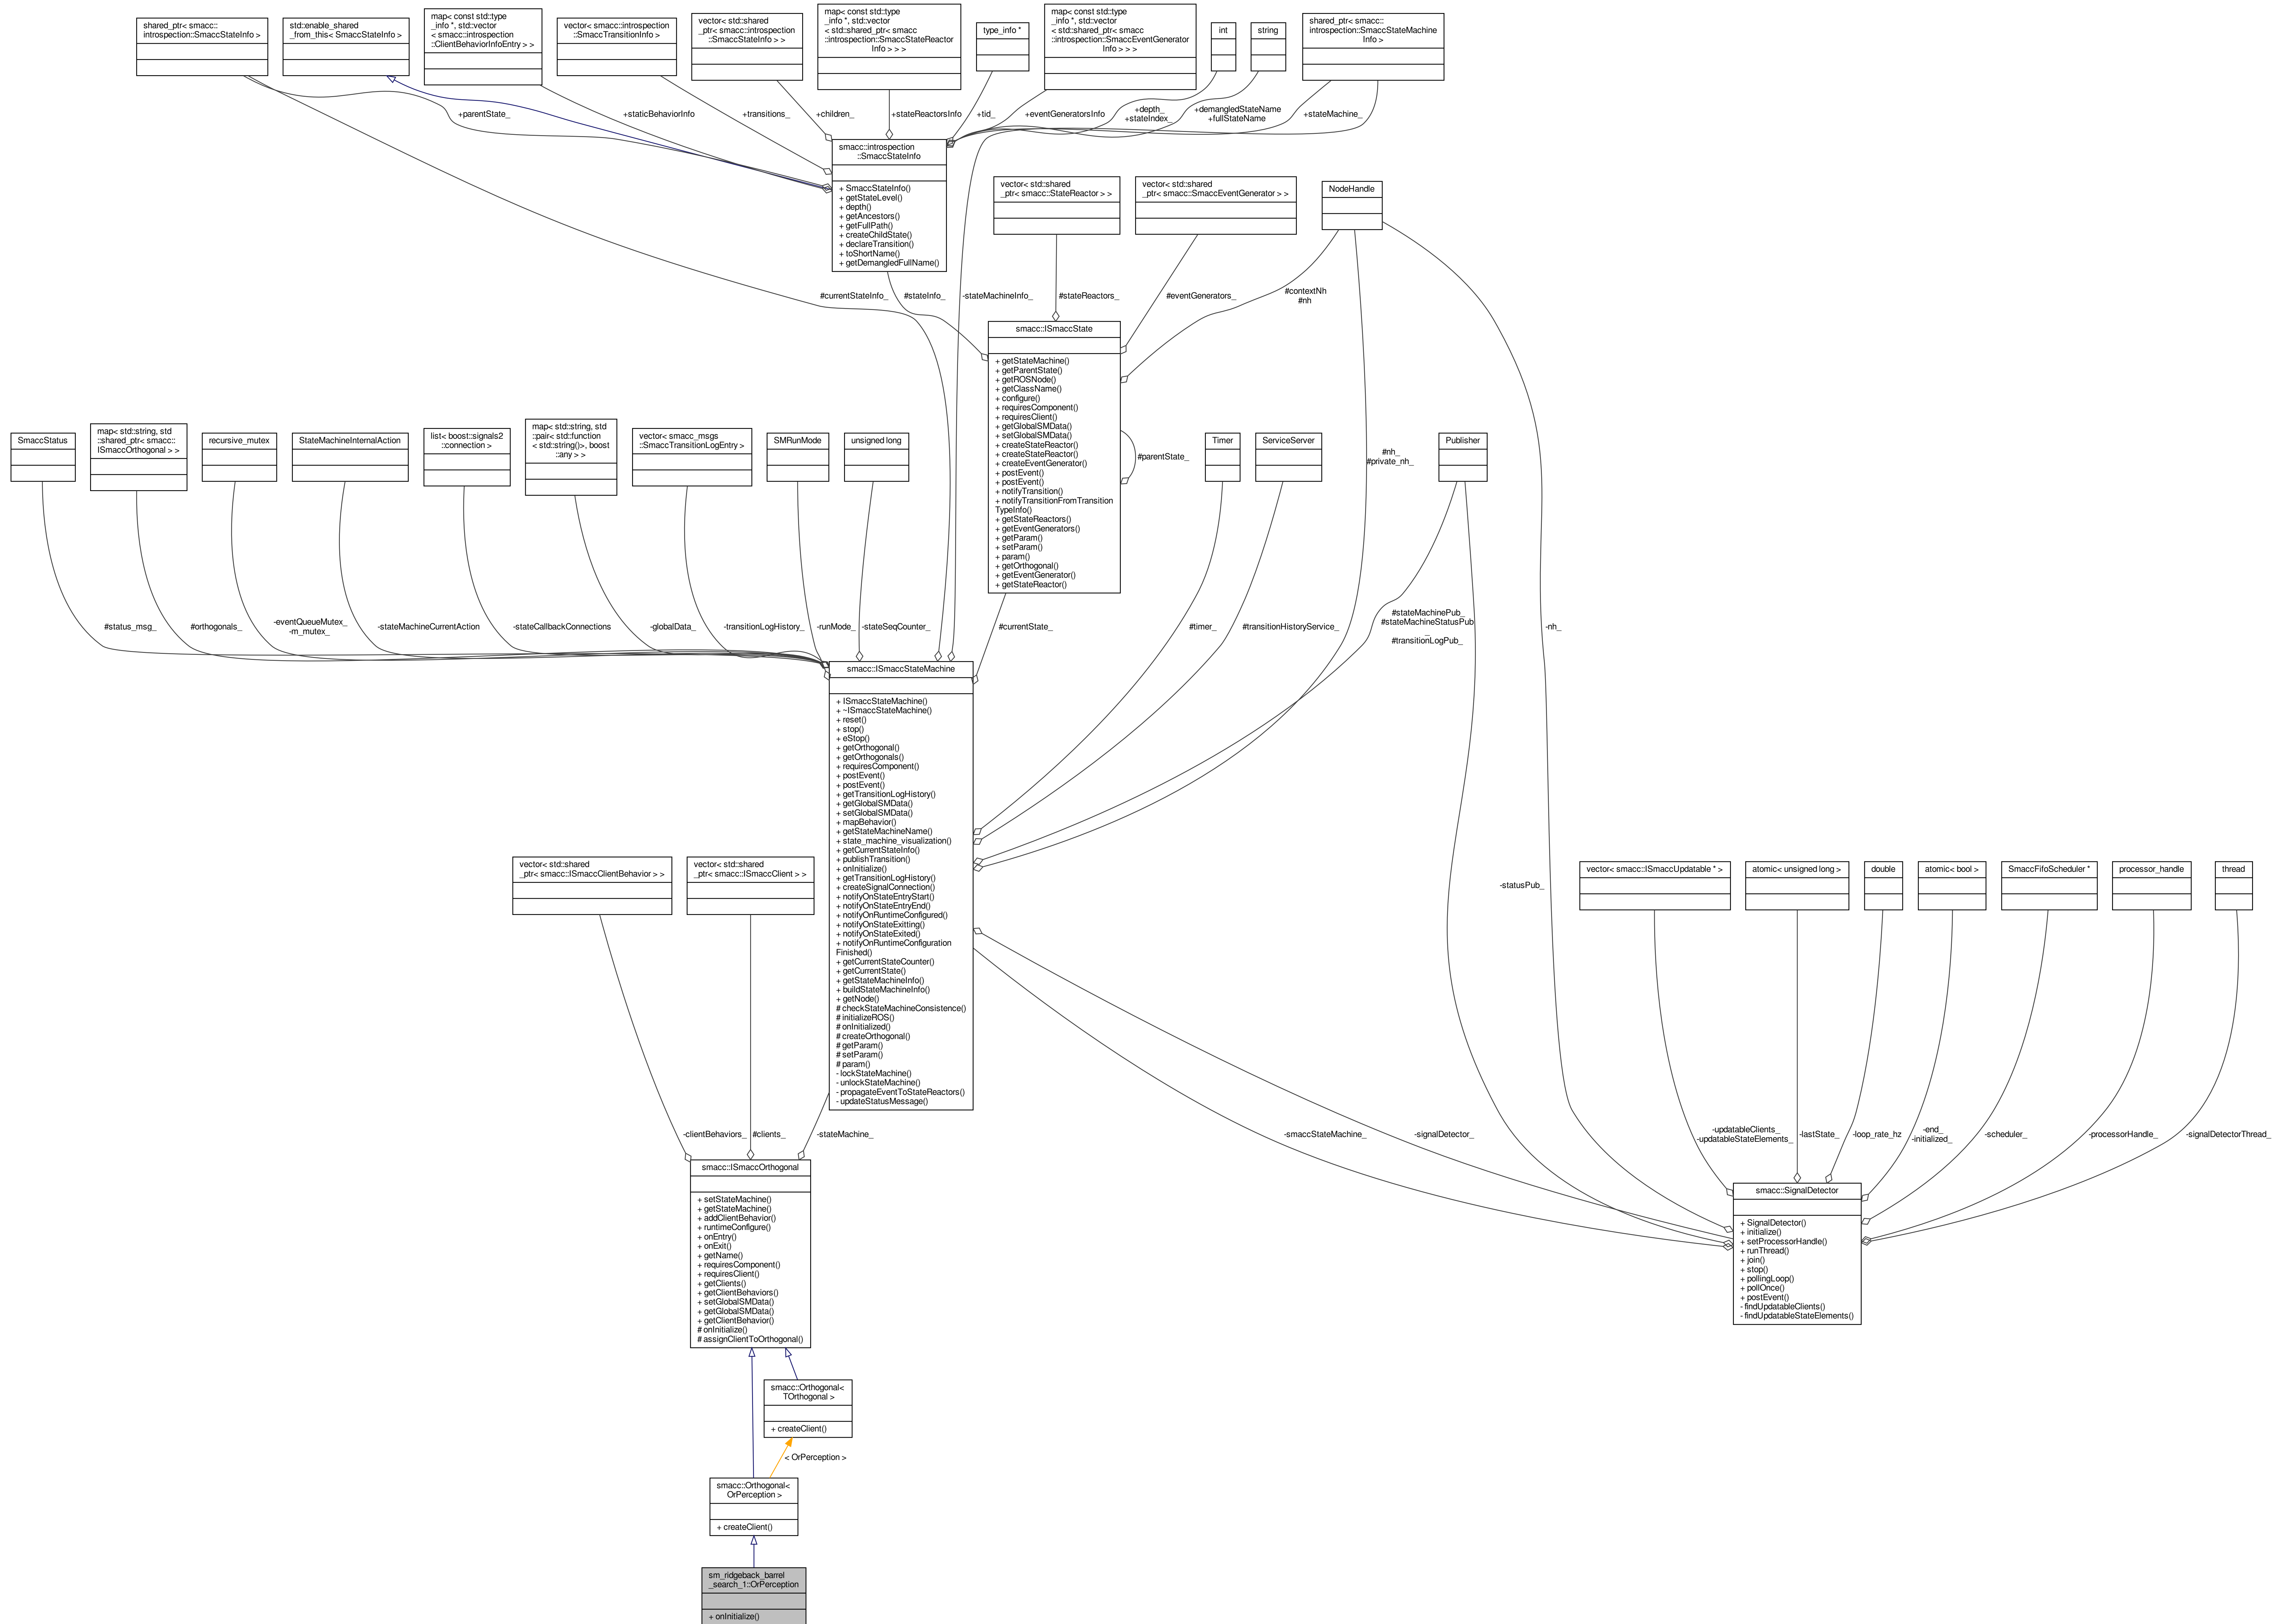 shared_ptr< smacc::
introspection::SmaccStateInfo >
std::enable_shared
_from_this< SmaccStateInfo >
map< const std::type
_info *, std::vector
< smacc::introspection
::ClientBehaviorInfoEntry > >
vector< smacc::introspection
::SmaccTransitionInfo >
vector< std::shared
_ptr< smacc::introspection
::SmaccStateInfo > >
map< const std::type
_info *, std::vector
< std::shared_ptr< smacc
::introspection::SmaccStateReactor
Info > > >
type_info *
map< const std::type
_info *, std::vector
< std::shared_ptr< smacc
::introspection::SmaccEventGenerator
Info > > >
int
string
shared_ptr< smacc::
introspection::SmaccStateMachine
Info >
+parentState_
+staticBehaviorInfo
+transitions_
+children_
+stateReactorsInfo
+tid_
+eventGeneratorsInfo
+depth_
+stateIndex_
+demangledStateName
+fullStateName
+stateMachine_
smacc::introspection
::SmaccStateInfo
+ SmaccStateInfo()
+ getStateLevel()
+ depth()
+ getAncestors()
+ getFullPath()
+ createChildState()
+ declareTransition()
+ toShortName()
+ getDemangledFullName()
vector< std::shared
_ptr< smacc::StateReactor > >
vector< std::shared
_ptr< smacc::SmaccEventGenerator > >
NodeHandle
#currentStateInfo_
#stateInfo_
-stateMachineInfo_
#stateReactors_
#eventGenerators_
#contextNh
#nh
smacc::ISmaccState
+ getStateMachine()
+ getParentState()
+ getROSNode()
+ getClassName()
+ configure()
+ requiresComponent()
+ requiresClient()
+ getGlobalSMData()
+ setGlobalSMData()
+ createStateReactor()
+ createStateReactor()
+ createEventGenerator()
+ postEvent()
+ postEvent()
+ notifyTransition()
+ notifyTransitionFromTransition
TypeInfo()
+ getStateReactors()
+ getEventGenerators()
+ getParam()
+ setParam()
+ param()
+ getOrthogonal()
+ getEventGenerator()
+ getStateReactor()
#parentState_
SmaccStatus
map< std::string, std
::shared_ptr< smacc::
ISmaccOrthogonal > >
recursive_mutex
StateMachineInternalAction
list< boost::signals2
::connection >
map< std::string, std
::pair< std::function
< std::string()>, boost
::any > >
vector< smacc_msgs
::SmaccTransitionLogEntry >
SMRunMode
unsigned long
Timer
ServiceServer
#nh_
#private_nh_
Publisher
#status_msg_
#orthogonals_
-eventQueueMutex_
-m_mutex_
-stateMachineCurrentAction
-stateCallbackConnections
-globalData_
-transitionLogHistory_
-runMode_
-stateSeqCounter_
#currentState_
#timer_
#transitionHistoryService_
#stateMachinePub_
#stateMachineStatusPub
_
#transitionLogPub_
-nh_
smacc::ISmaccStateMachine
+ ISmaccStateMachine()
+ ~ISmaccStateMachine()
+ reset()
+ stop()
+ eStop()
+ getOrthogonal()
+ getOrthogonals()
+ requiresComponent()
+ postEvent()
+ postEvent()
+ getTransitionLogHistory()
+ getGlobalSMData()
+ setGlobalSMData()
+ mapBehavior()
+ getStateMachineName()
+ state_machine_visualization()
+ getCurrentStateInfo()
+ publishTransition()
+ onInitialize()
+ getTransitionLogHistory()
+ createSignalConnection()
+ notifyOnStateEntryStart()
+ notifyOnStateEntryEnd()
+ notifyOnRuntimeConfigured()
+ notifyOnStateExitting()
+ notifyOnStateExited()
+ notifyOnRuntimeConfiguration
Finished()
+ getCurrentStateCounter()
+ getCurrentState()
+ getStateMachineInfo()
+ buildStateMachineInfo()
+ getNode()
# checkStateMachineConsistence()
# initializeROS()
# onInitialized()
# createOrthogonal()
# getParam()
# setParam()
# param()
- lockStateMachine()
- unlockStateMachine()
- propagateEventToStateReactors()
- updateStatusMessage()
vector< std::shared
_ptr< smacc::ISmaccClientBehavior > >
vector< std::shared
_ptr< smacc::ISmaccClient > >
-statusPub_
vector< smacc::ISmaccUpdatable * >
atomic< unsigned long >
double
atomic< bool >
SmaccFifoScheduler *
processor_handle
thread
-clientBehaviors_
#clients_
-stateMachine_
-smaccStateMachine_
-signalDetector_
-updatableClients_
-updatableStateElements_
-lastState_
-loop_rate_hz
-end_
-initialized_
-scheduler_
-processorHandle_
-signalDetectorThread_
smacc::ISmaccOrthogonal
+ setStateMachine()
+ getStateMachine()
+ addClientBehavior()
+ runtimeConfigure()
+ onEntry()
+ onExit()
+ getName()
+ requiresComponent()
+ requiresClient()
+ getClients()
+ getClientBehaviors()
+ setGlobalSMData()
+ getGlobalSMData()
+ getClientBehavior()
# onInitialize()
# assignClientToOrthogonal()
smacc::SignalDetector
+ SignalDetector()
+ initialize()
+ setProcessorHandle()
+ runThread()
+ join()
+ stop()
+ pollingLoop()
+ pollOnce()
+ postEvent()
- findUpdatableClients()
- findUpdatableStateElements()
smacc::Orthogonal<
TOrthogonal >
+ createClient()
< OrPerception >
smacc::Orthogonal<
OrPerception >
+ createClient()
sm_ridgeback_barrel
_search_1::OrPerception
+ onInitialize()